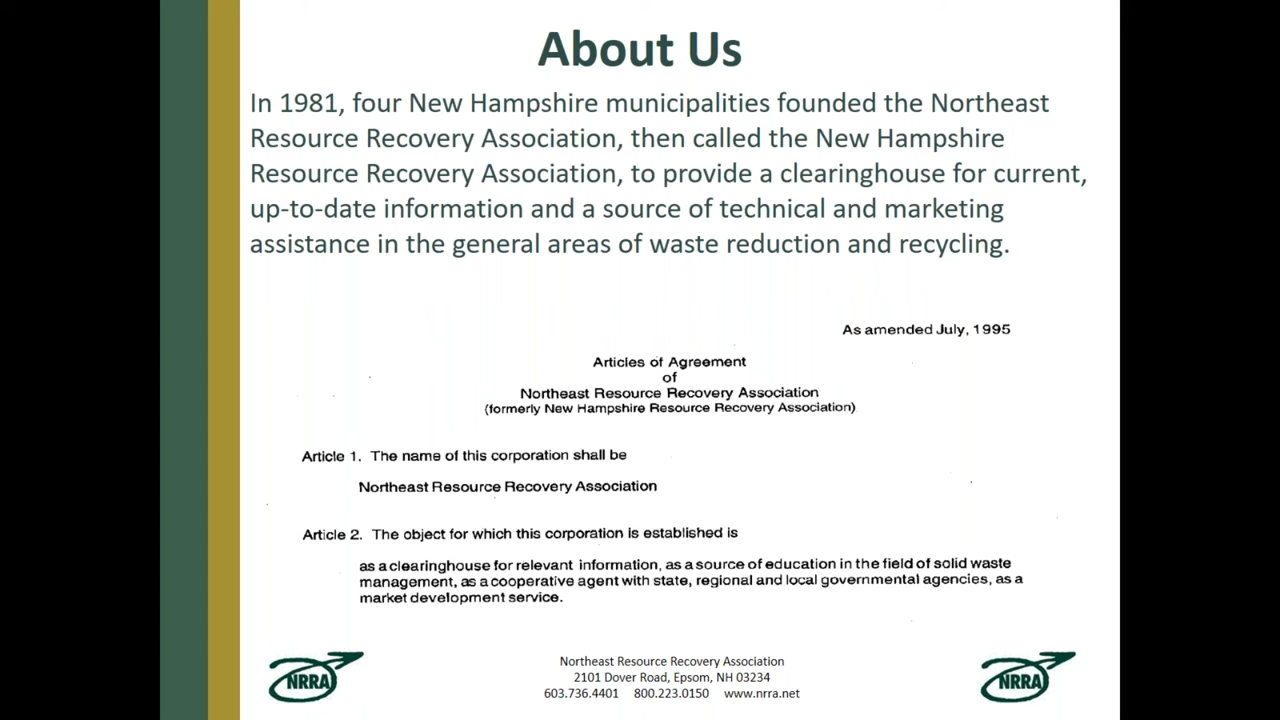 About Us
In 1981, four New Hampshire municipalities founded the Northeast
Resource Recovery Association, then called the New Hampshire
Resource Recovery Association, to provide a clearinghouse for current,
up-to-date information and a source of technical and marketing
assistance in the general areas of waste reduction and recycling.
As amended July, 1995
Articles of Agreement
of
Northeast Resource Recovery Association
(formerly New Hampshire Resource Recovery Association)
Article 1. The name of this corporation shall be
Northeast Resource Recovery Association
Article 2. The object for which this corporation is established is
as a clearinghouse for relevant information, as a source of education in the field of solid waste
management, as a cooperative agent with state, regional and local governmental agencies, as a
market development service.
NRRA
Northeast Resource Recovery Association
2101 Dover Road, Epsom, NH 03234
603.736.4401 800.223.0150 www.nrra.net
NRRA